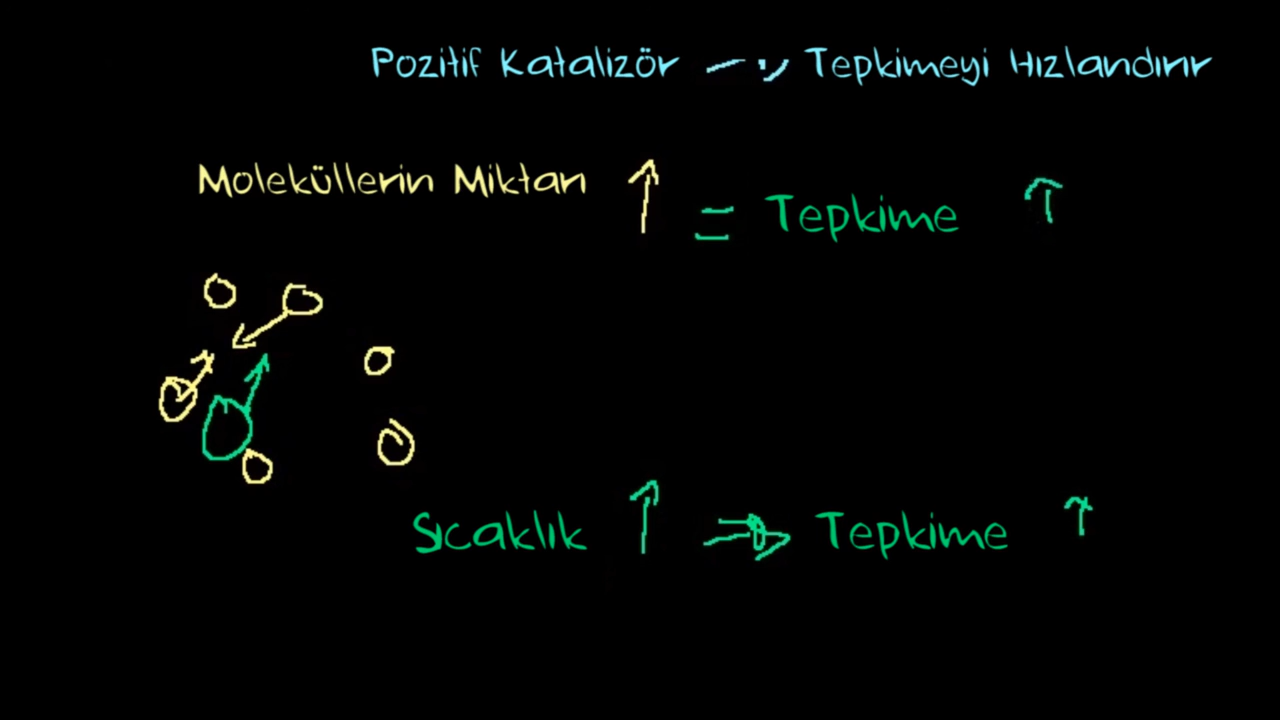 Pozitif Katalizör → Tepkimeyi Hızlandırır
Moleküllerin Miktarı ↑ = Tepkime ↑
Sıcaklık ↑ ⇒ Tepkime ↑